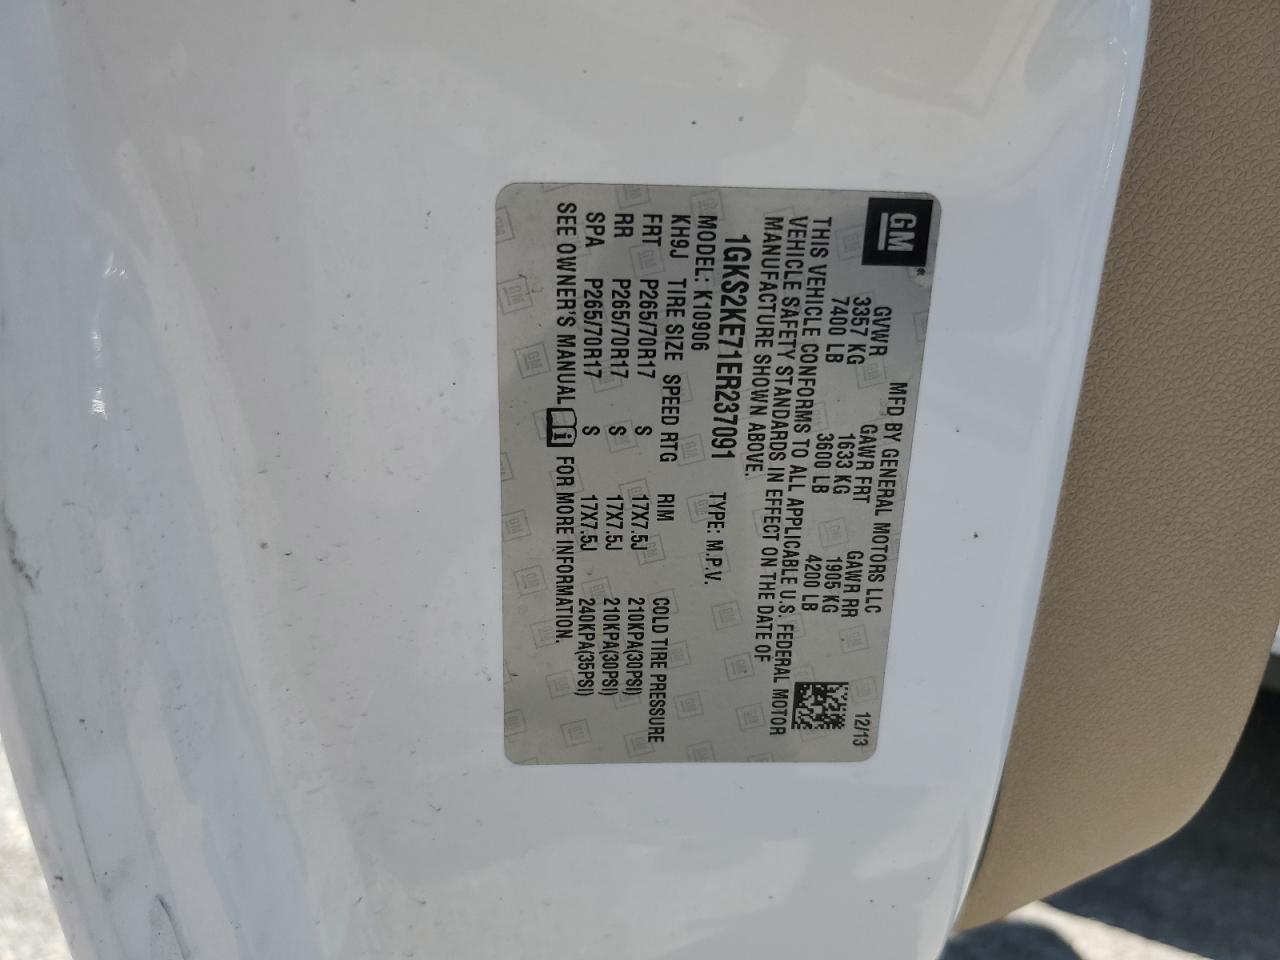 GM
MFD BY GENERAL MOTORS LLC 12/13
GVWR GAWR FRT GAWR RR
3357 KG 1633 KG 1905 KG
7400 LB 3600 LB 4200 LB
THIS VEHICLE CONFORMS TO ALL APPLICABLE U.S. FEDERAL MOTOR
VEHICLE SAFETY STANDARDS IN EFFECT ON THE DATE OF
MANUFACTURE SHOWN ABOVE.
1GKS2KE71ER237091 TYPE: M.P.V.
MODEL: K10906
KH9J TIRE SIZE SPEED RTG RIM COLD TIRE PRESSURE
FRT P265/70R17 S 17X7.5J 210KPA(30PSI)
RR P265/70R17 S 17X7.5J 210KPA(30PSI)
SPA P265/70R17 S 17X7.5J 240KPA(35PSI)
SEE OWNER'S MANUAL i FOR MORE INFORMATION.